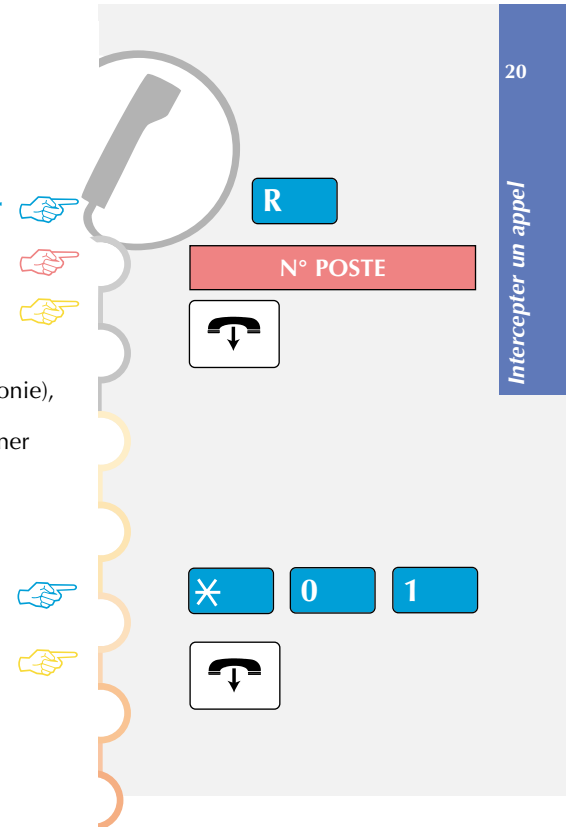 20
Intercepter un appel
R
N° POSTE
onie),
ner
* 0 1